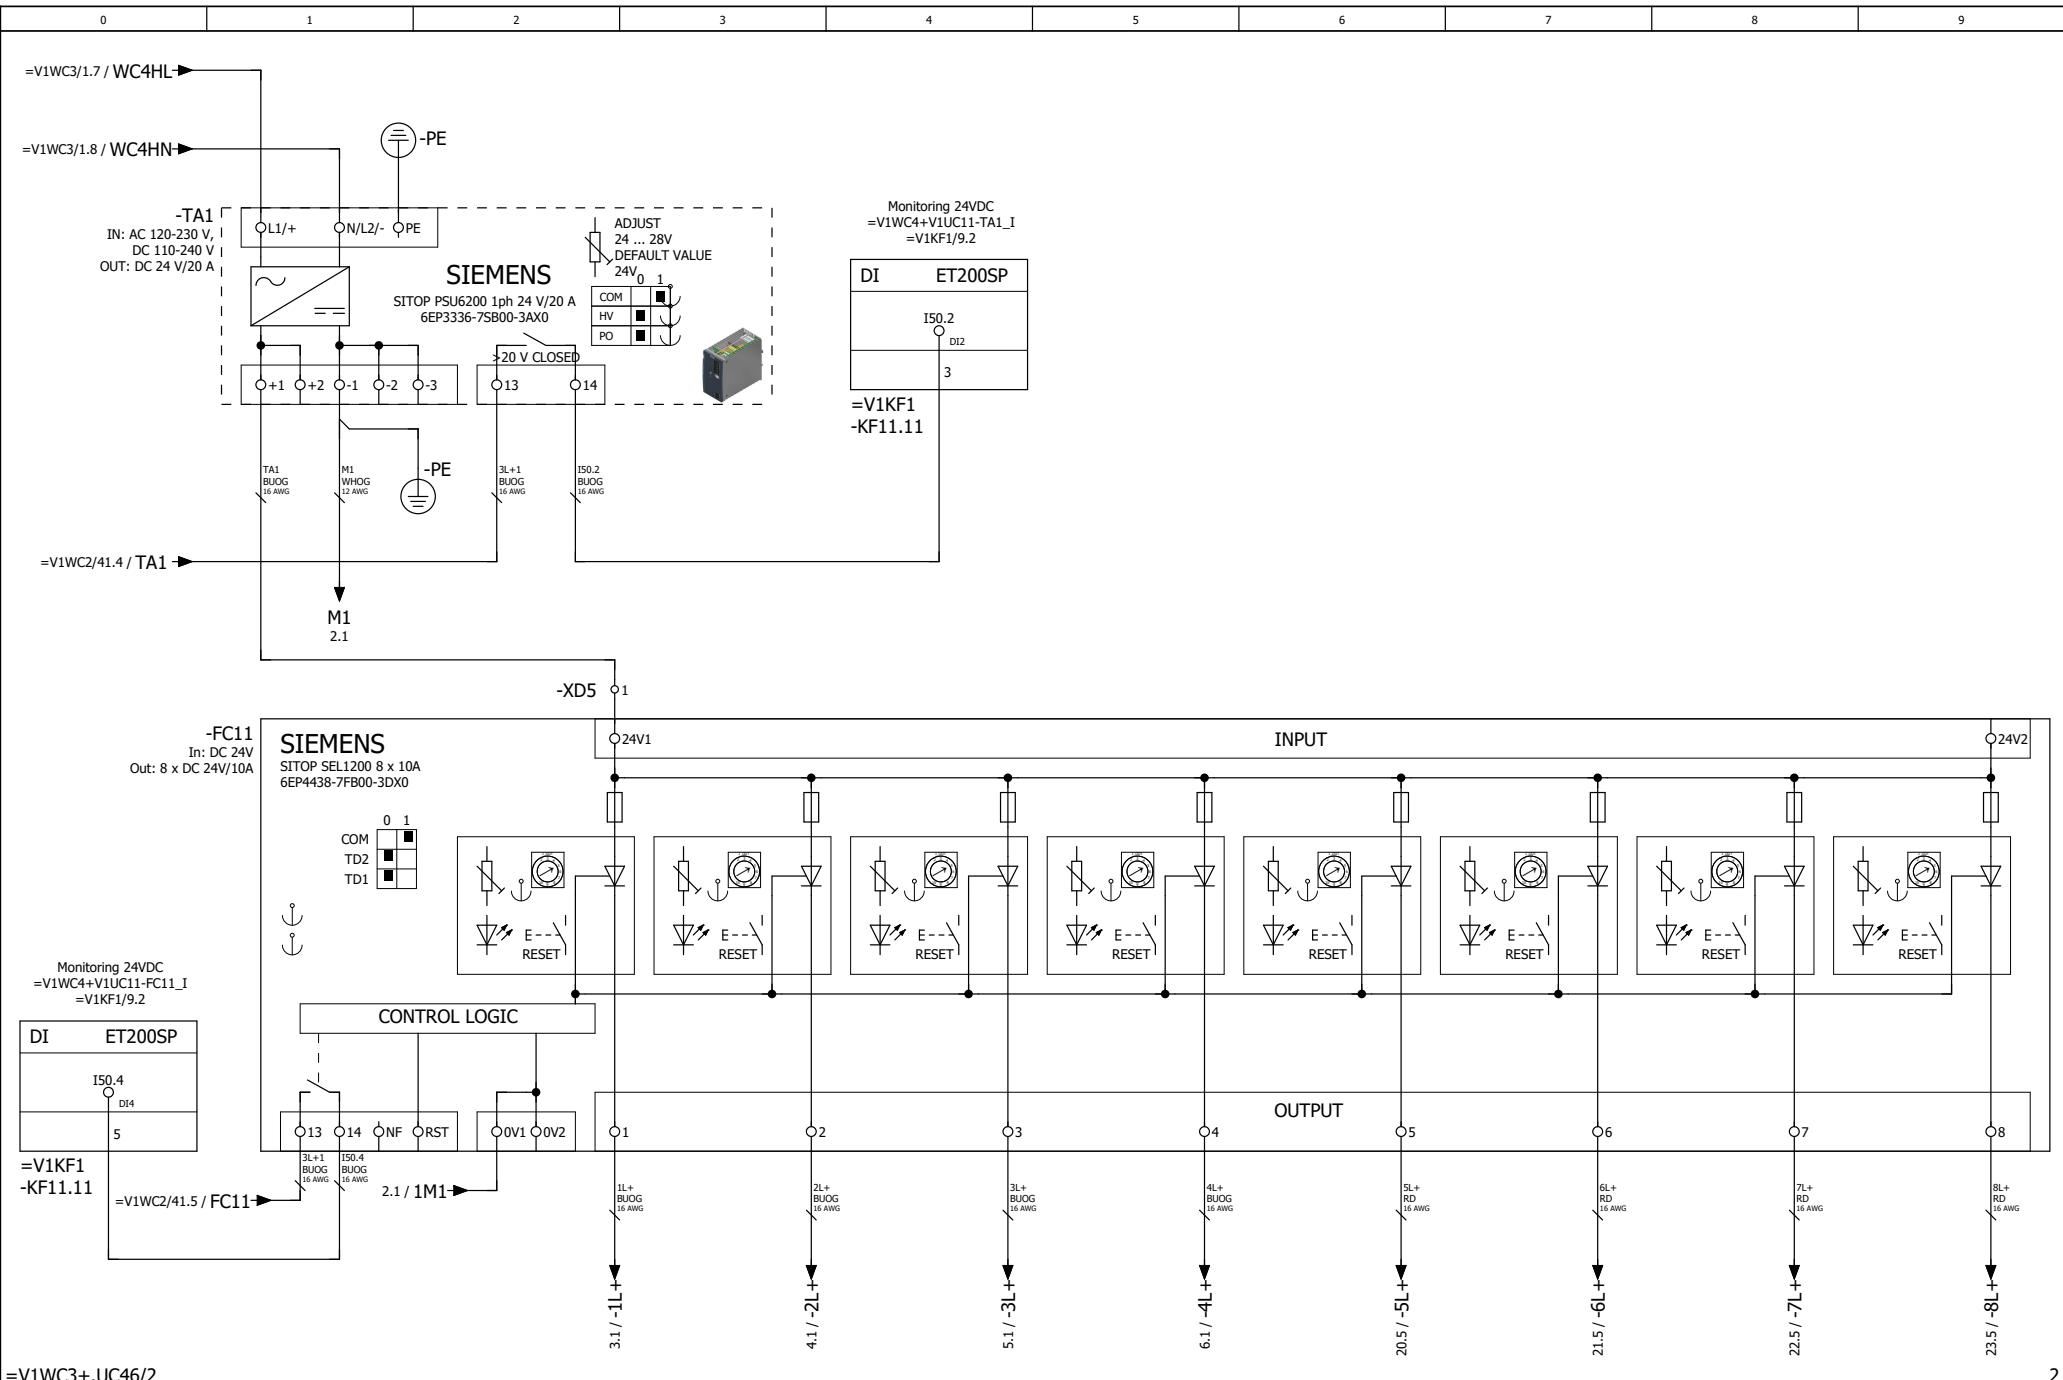 0 1 2 3 4 5 6 7 8 9
=V1WC3/1.7 / WC4HL
-PE
=V1WC3/1.8 / WC4HN
-TA1
IN: AC 120-230 V,
DC 110-240 V
OUT: DC 24 V/20 A
L1/+ N/L2/- PE
SIEMENS
SITOP PSU6200 1ph 24 V/20 A
6EP3336-7SB00-3AX0
ADJUST
24 ... 28V
DEFAULT VALUE
24V
0 1
COM
HV
PO
>20 V CLOSED
+1 +2 -1 -2 -3 13 14
Monitoring 24VDC
=V1WC4+V1UC11-TA1_I
=V1KF1/9.2
DI ET200SP
I50.2
DI2
3
=V1KF1
-KF11.11
TA1
BUOG
16 AWG
M1
WHOG
12 AWG
-PE
3L+1
BUOG
16 AWG
I50.2
BUOG
16 AWG
=V1WC2/41.4 / TA1
M1
2.1
-XD5 1
-FC11
In: DC 24V
Out: 8 x DC 24V/10A
SIEMENS
SITOP SEL1200 8 x 10A
6EP4438-7FB00-3DX0
24V1 INPUT 24V2
0 1
COM
TD2
TD1
E E E E E E E E
RESET RESET RESET RESET RESET RESET RESET RESET
Monitoring 24VDC
=V1WC4+V1UC11-FC11_I
=V1KF1/9.2
DI ET200SP
I50.4
DI4
5
=V1KF1
-KF11.11
CONTROL LOGIC
OUTPUT
13 14 NF RST 0V1 0V2 1 2 3 4 5 6 7 8
3L+1
BUOG
16 AWG
I50.4
BUOG
16 AWG
=V1WC2/41.5 / FC11
2.1 / 1M1
1L+
BUOG
16 AWG
2L+
BUOG
16 AWG
3L+
BUOG
16 AWG
4L+
BUOG
16 AWG
5L+
RD
16 AWG
6L+
RD
16 AWG
7L+
RD
16 AWG
8L+
RD
16 AWG
3.1 / -1L+
4.1 / -2L+
5.1 / -3L+
6.1 / -4L+
20.5 / -5L+
21.5 / -6L+
22.5 / -7L+
23.5 / -8L+
=V1WC3+.UC46/2
2